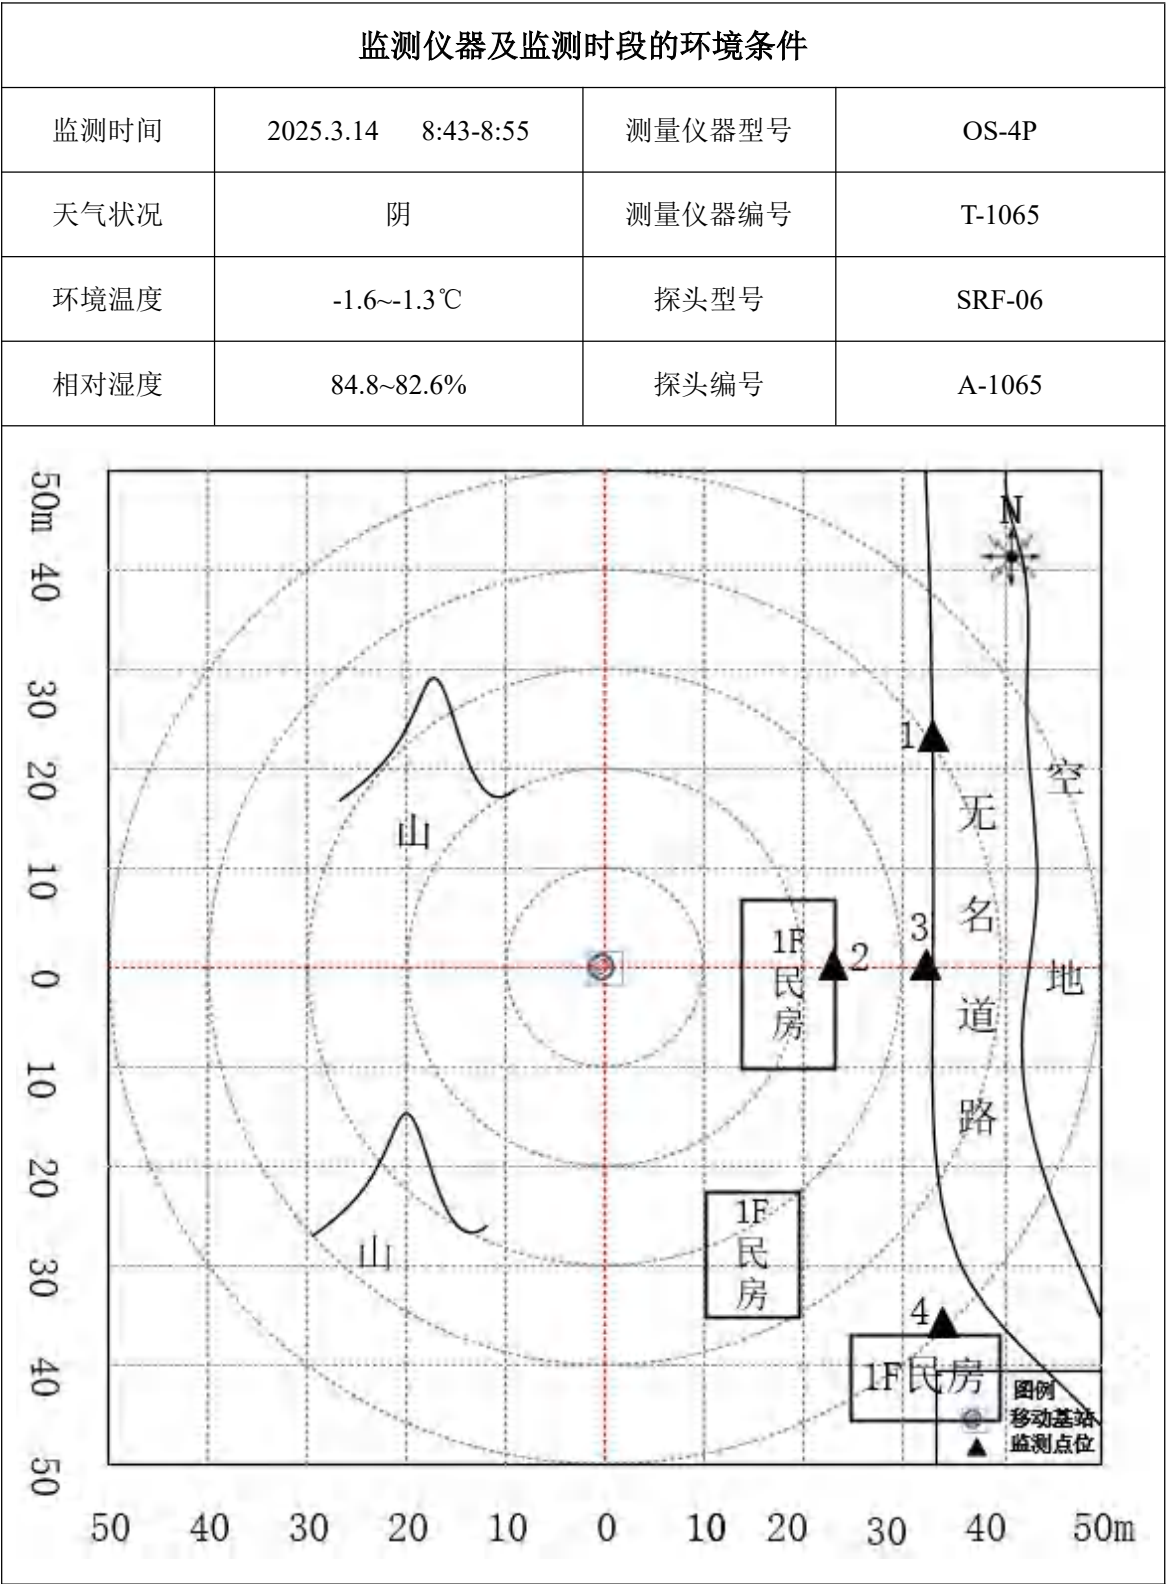 监测仪器及监测时段的环境条件
监测时间 2025.3.14 8:43-8:55 测量仪器型号 OS-4P
天气状况 阴 测量仪器编号 T-1065
环境温度 -1.6~-1.3℃ 探头型号 SRF-06
相对湿度 84.8~82.6% 探头编号 A-1065
50m
40
30
20
10
0
10
20
30
40
50
N
山
山
1
2
3
4
1F
民
房
1F
民
房
1F民房
无
名
道
路
空
地
图例
移动基站
监测点位
50 40 30 20 10 0 10 20 30 40 50m